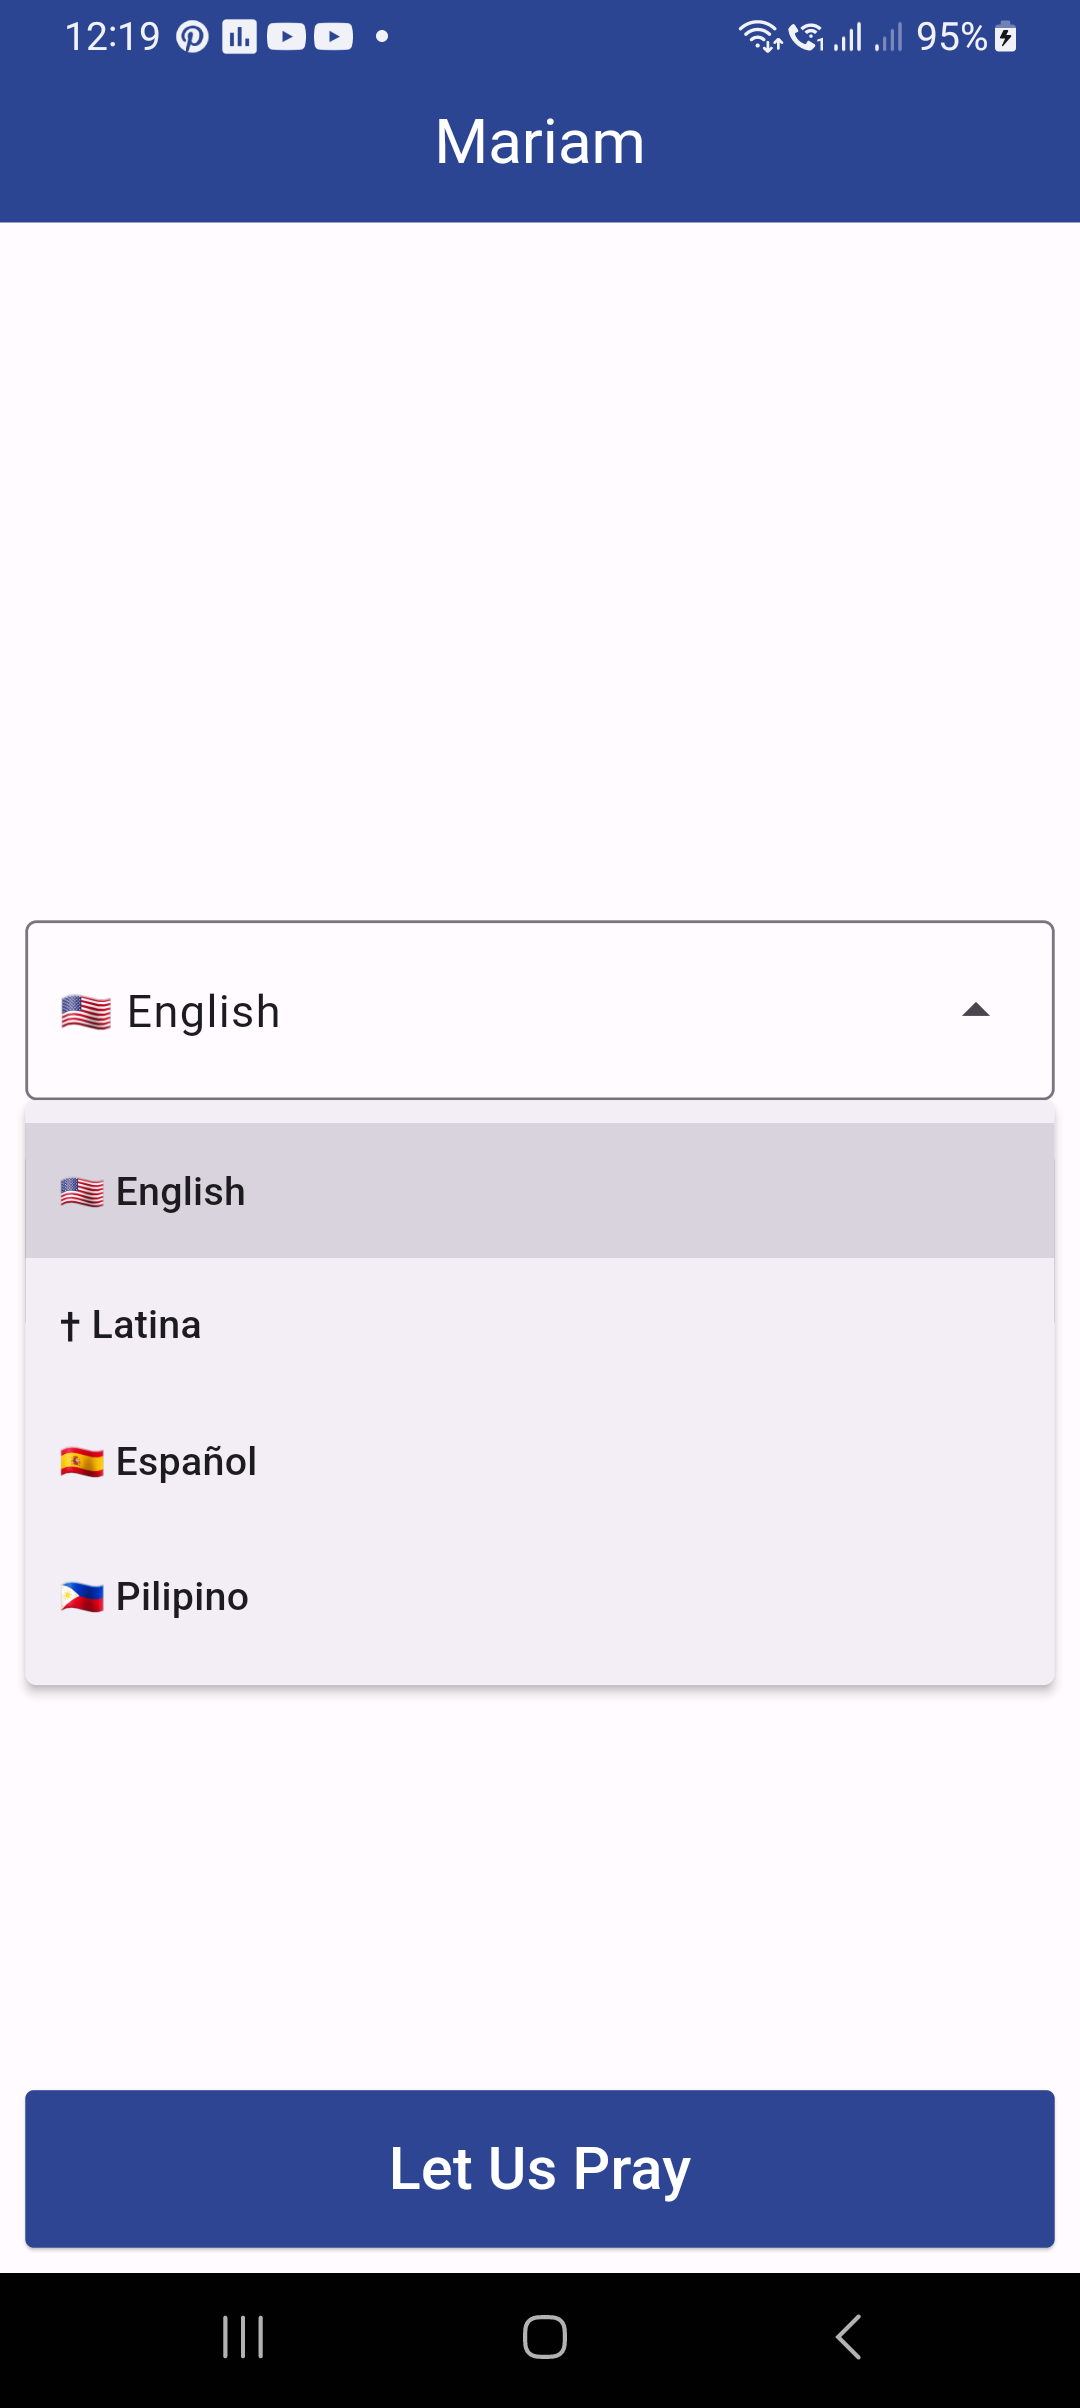 12:19 95%
Mariam
🇺🇸 English
🇺🇸 English
† Latina
🇪🇸 Español
🇵🇭 Pilipino
Let Us Pray